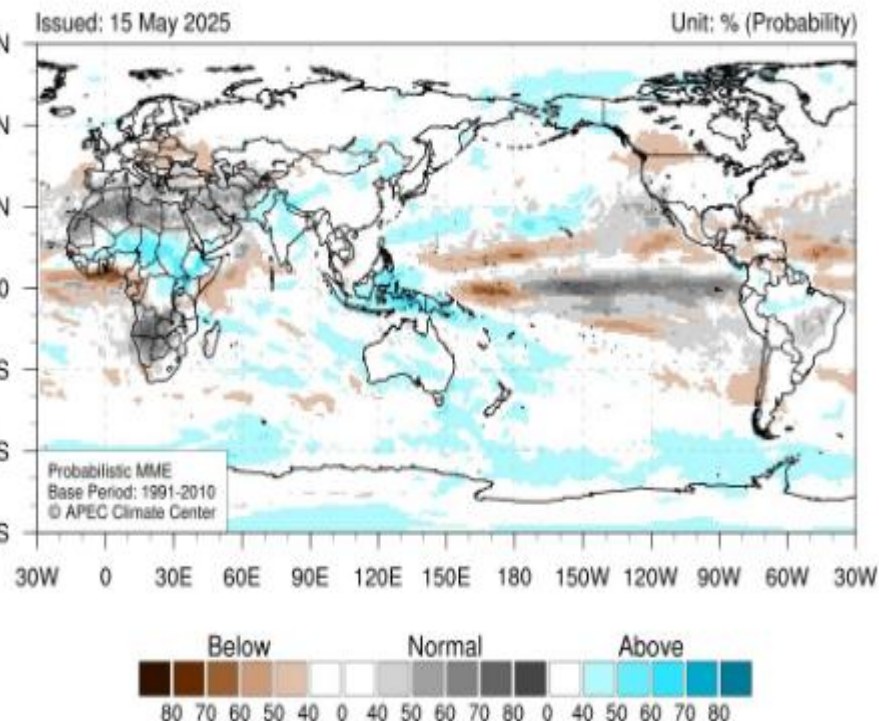 Issued: 15 May 2025 Unit: % (Probability)
N
N
N
0
S
S
S
Probabilistic MME
Base Period: 1991-2010
© APEC Climate Center
30W 0 30E 60E 90E 120E 150E 180 150W 120W 90W 60W 30W
Below Normal Above
80 70 60 50 40 0 40 50 60 70 80 0 40 50 60 70 80